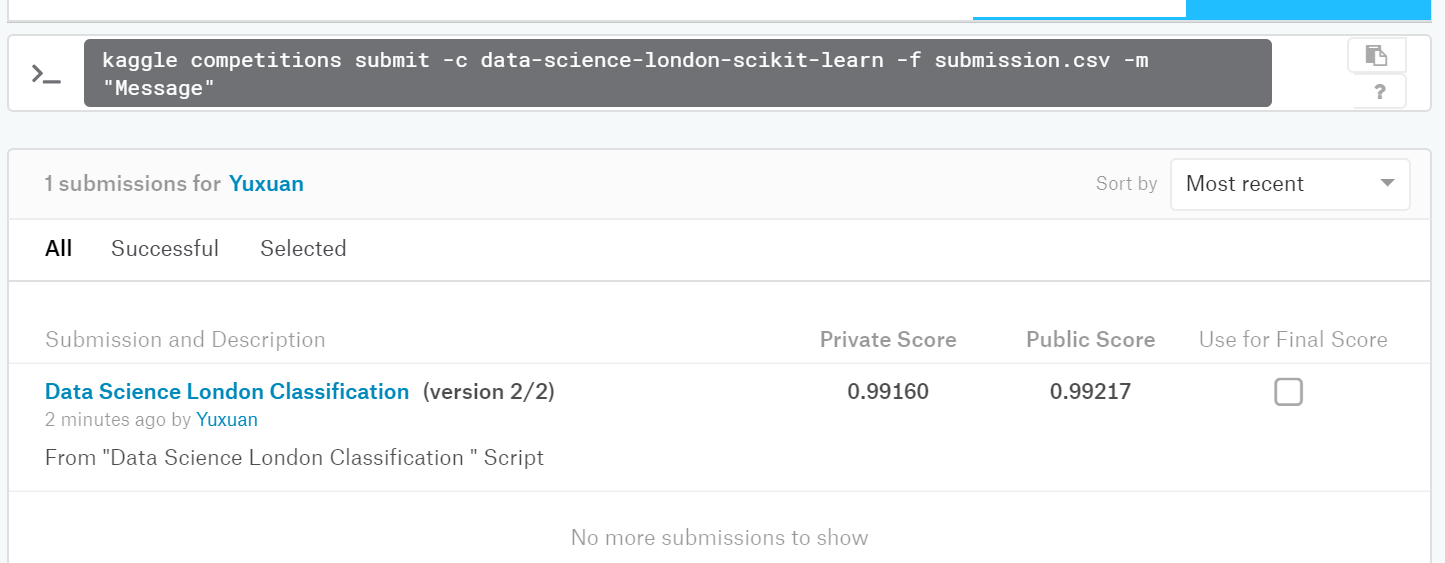 kaggle competitions submit -c data-science-london-scikit-learn -f submission.csv -m
"Message"
?
1 submissions for Yuxuan
Sort by Most recent
All Successful Selected
Submission and Description Private Score Public Score Use for Final Score
Data Science London Classification (version 2/2) 0.99160 0.99217
2 minutes ago by Yuxuan
From "Data Science London Classification " Script
No more submissions to show